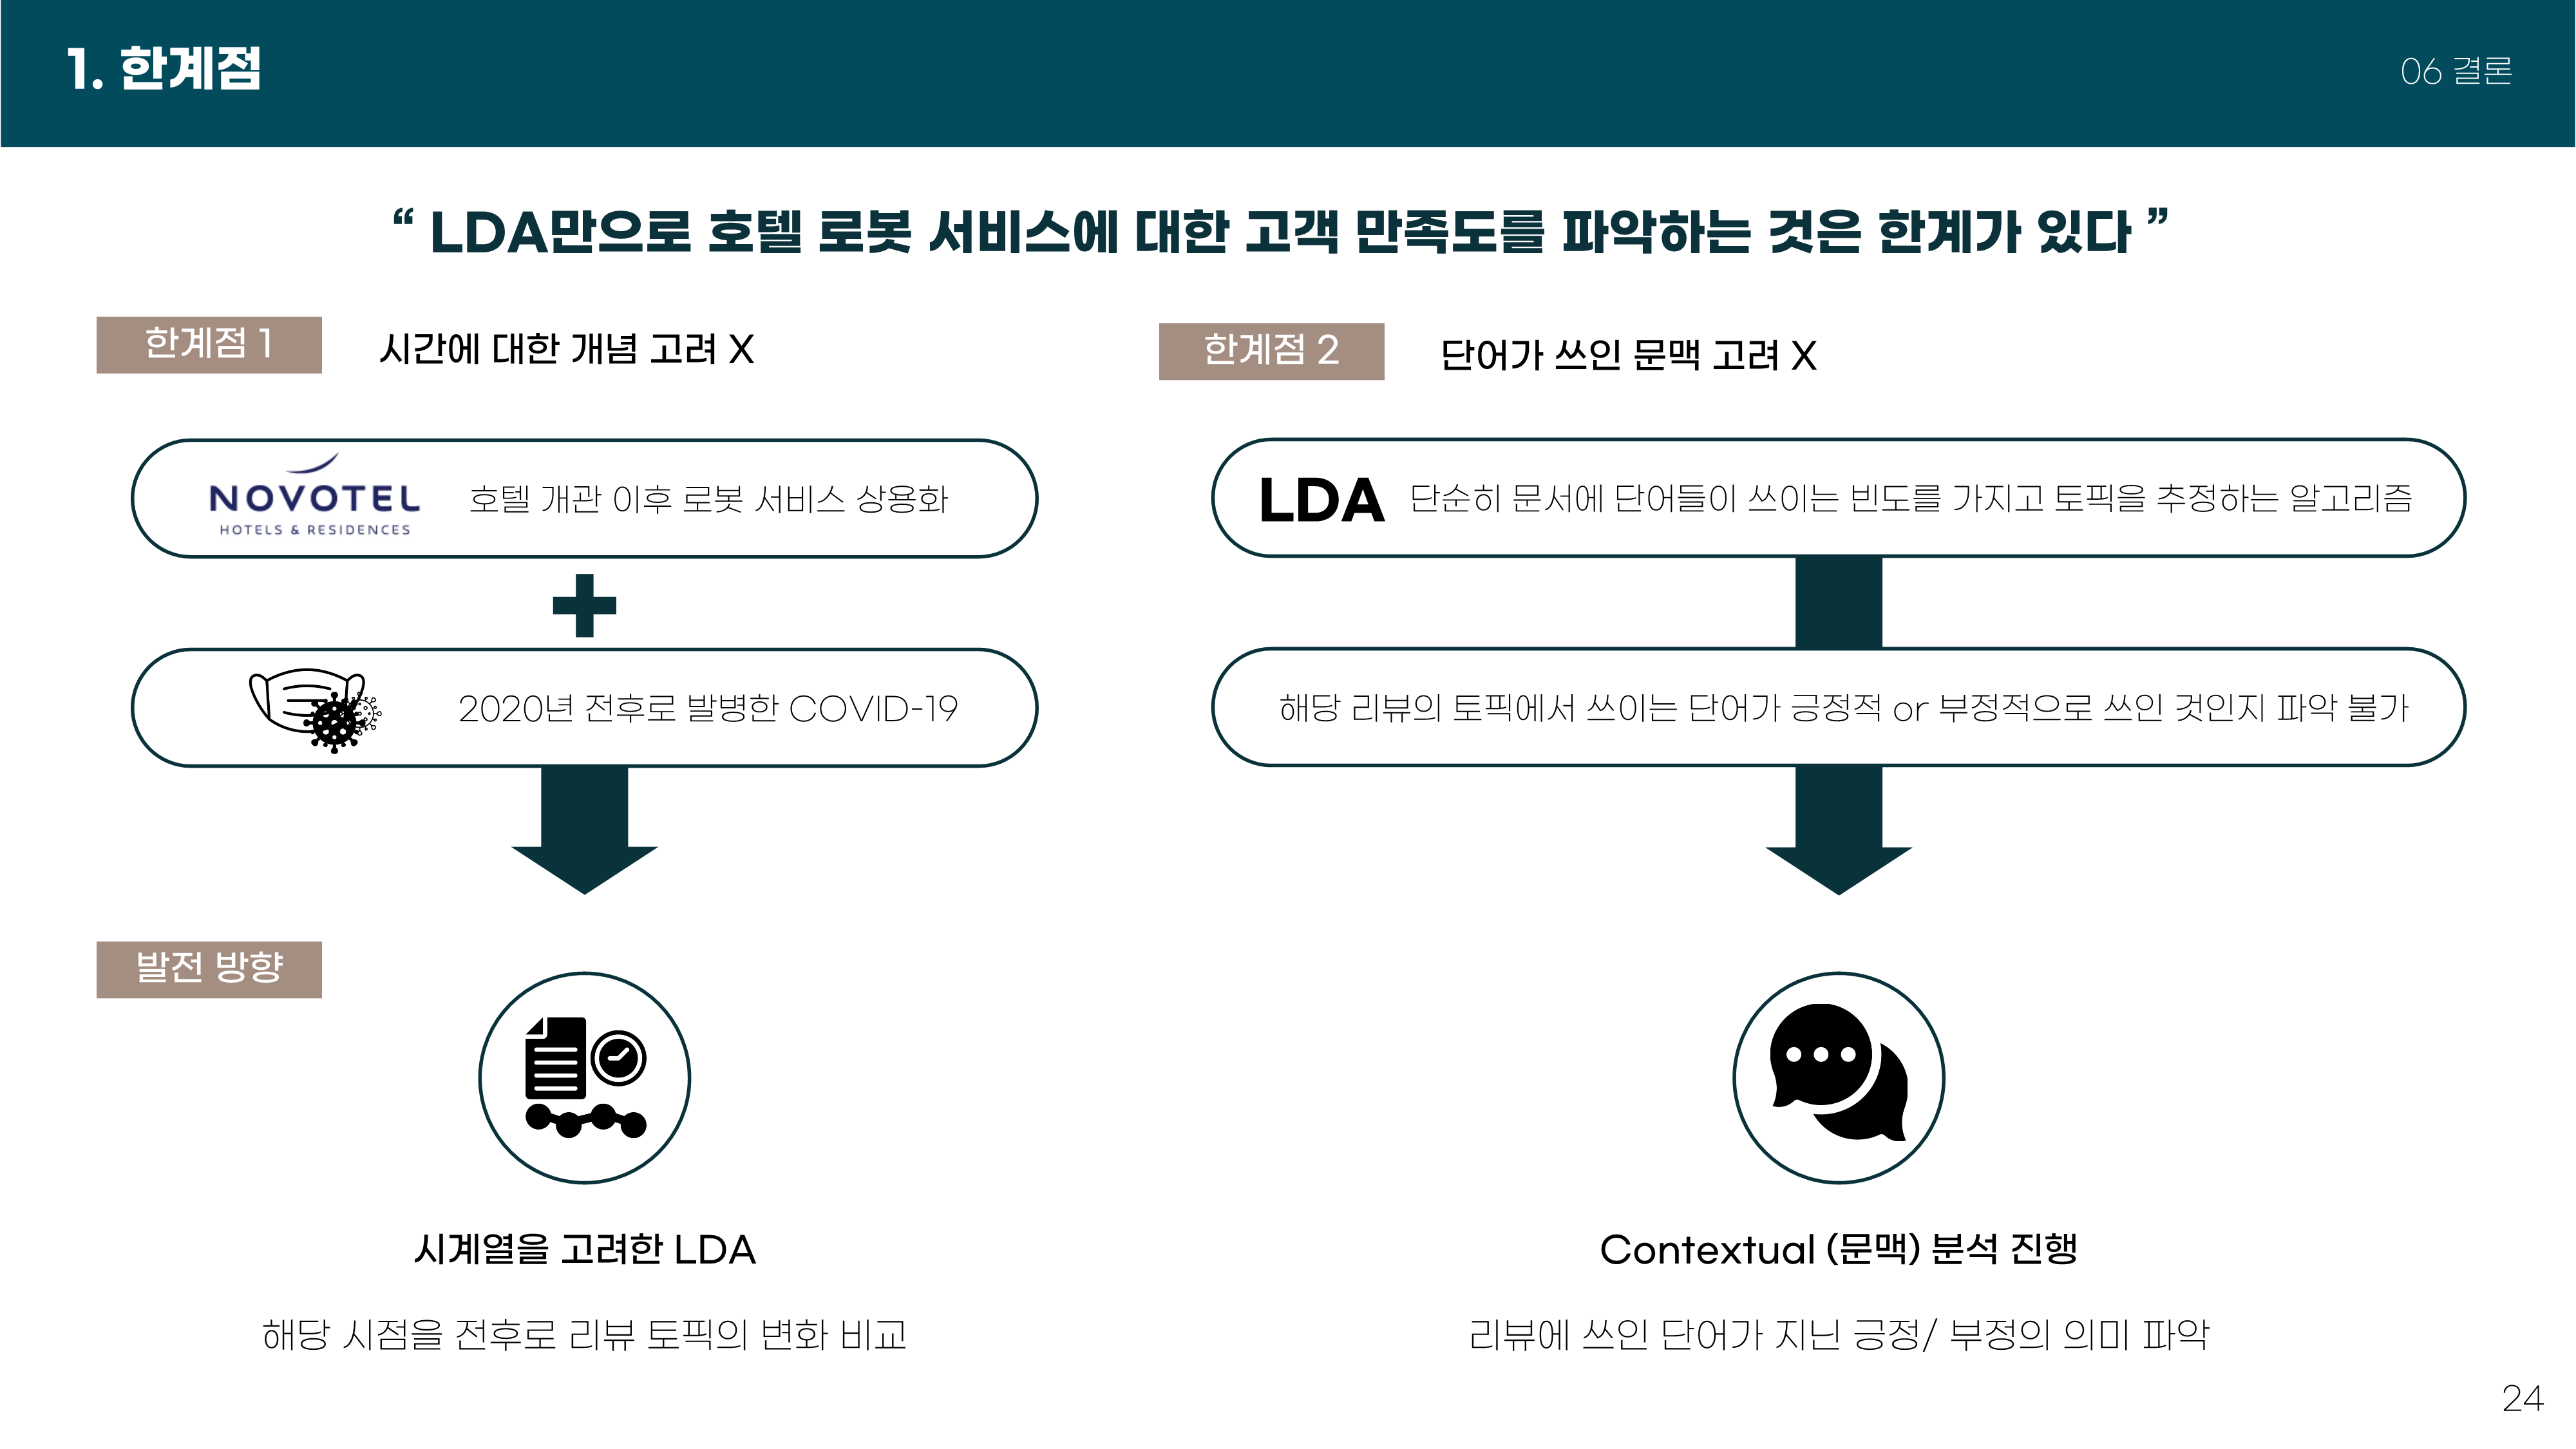 1. 한계점
06 결론
“ LDA만으로 호텔 로봇 서비스에 대한 고객 만족도를 파악하는 것은 한계가 있다 ”
한계점 1
시간에 대한 개념 고려 X
NOVOTEL
HOTELS & RESIDENCES
호텔 개관 이후 로봇 서비스 상용화
2020년 전후로 발병한 COVID-19
한계점 2
단어가 쓰인 문맥 고려 X
LDA 단순히 문서에 단어들이 쓰이는 빈도를 가지고 토픽을 추정하는 알고리즘
해당 리뷰의 토픽에서 쓰이는 단어가 긍정적 or 부정적으로 쓰인 것인지 파악 불가
발전 방향
시계열을 고려한 LDA
해당 시점을 전후로 리뷰 토픽의 변화 비교
Contextual (문맥) 분석 진행
리뷰에 쓰인 단어가 지닌 긍정/ 부정의 의미 파악
24